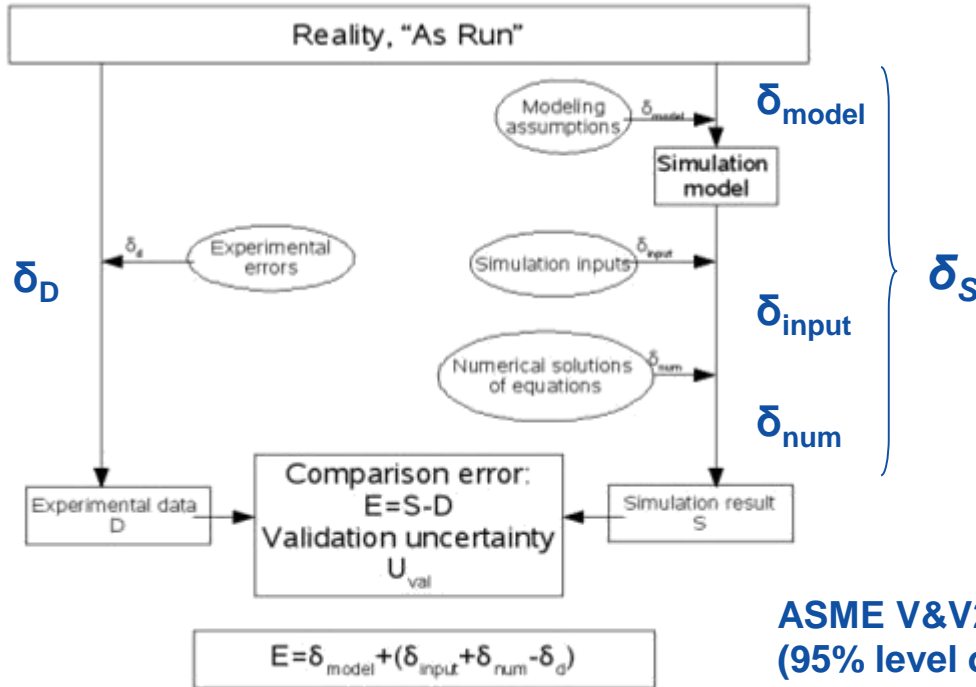 Reality, “As Run”
Modeling
assumptions
δmodel
δmodel
Simulation
model
δD
δd
Experimental
errors
Simulation inputs
δinput
δinput
δS
Numerical solutions
of equations
δnum
δnum
Experimental data
D
Comparison error:
E=S-D
Validation uncertainty
Uval
Simulation result
S
E=δmodel+(δinput+δnum-δd)
ASME V&V
(95% level